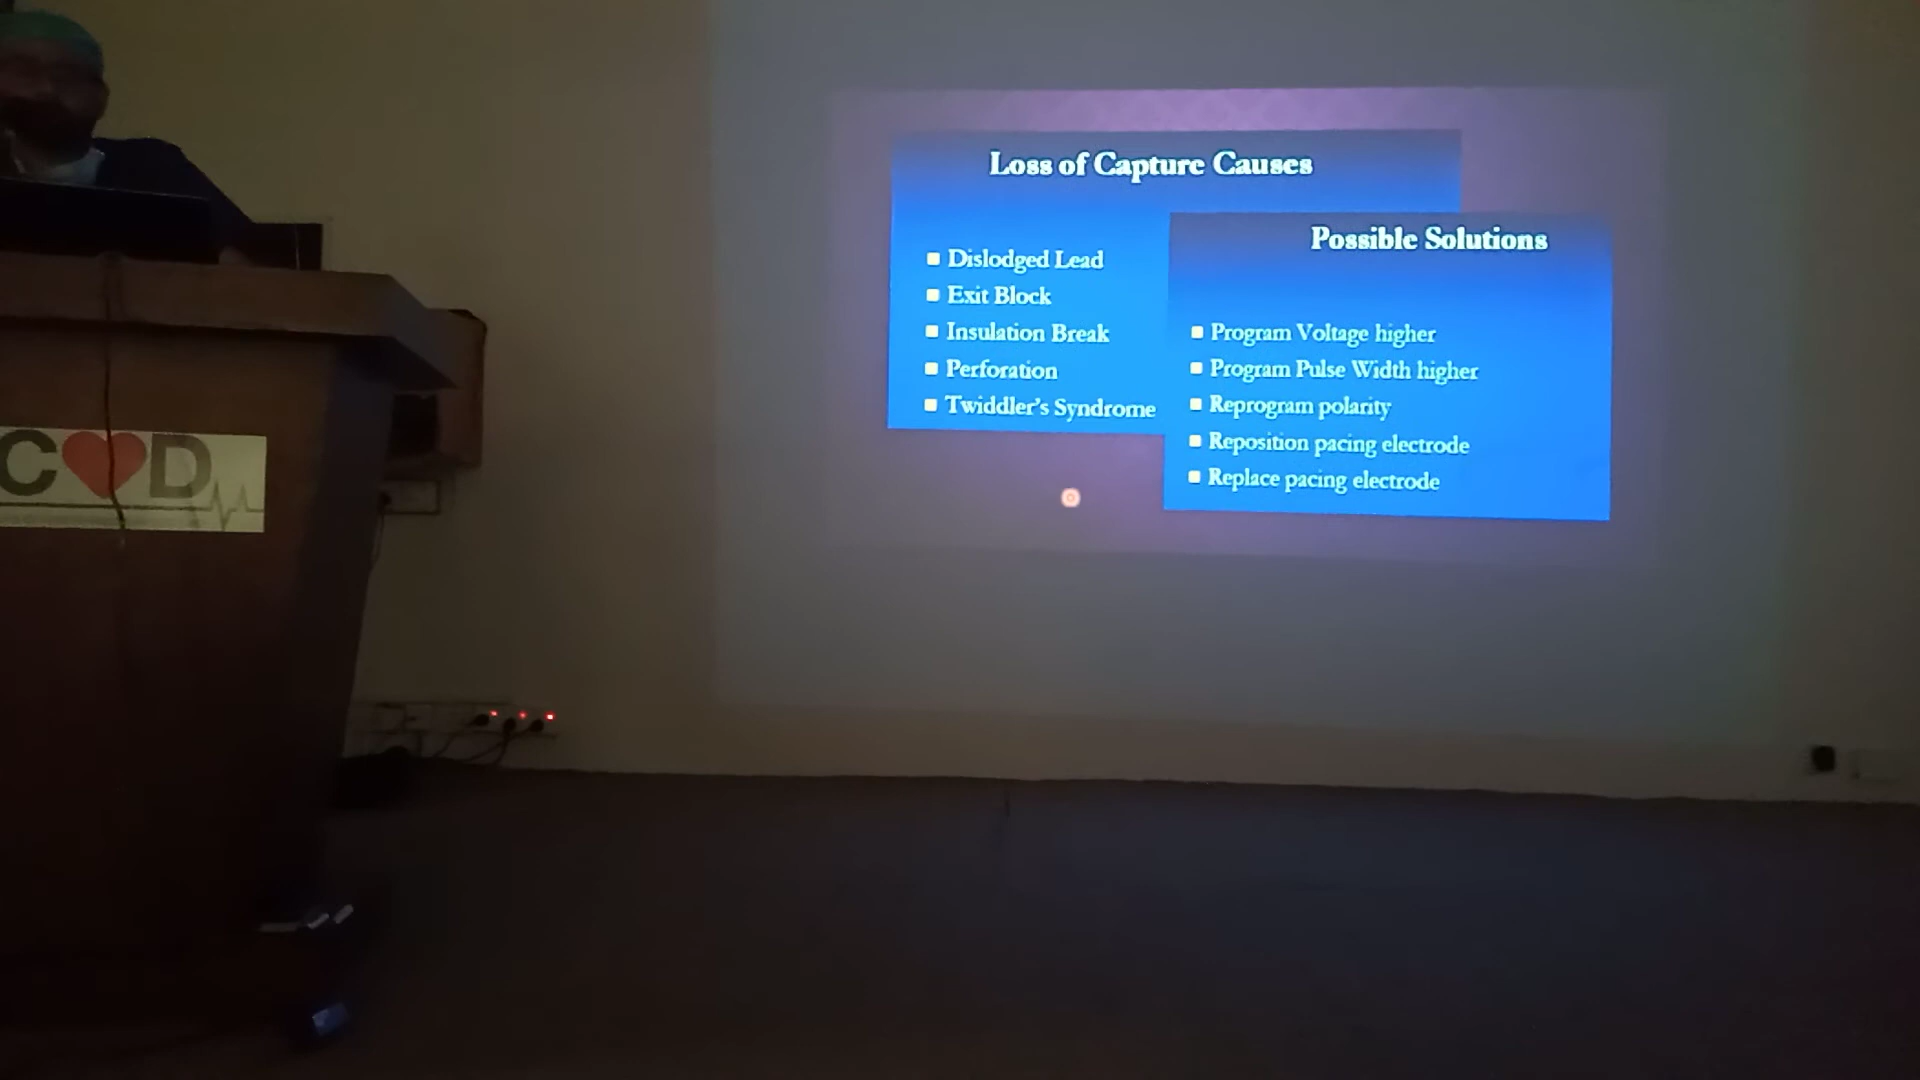 Loss of Capture Causes
Dislodged Lead
Exit Block
Insulation Break
Perforation
Twiddler's Syndrome
Possible Solutions
Program Voltage higher
Program Pulse Width higher
Reprogram polarity
Reposition pacing electrode
Replace pacing electrode
C❤D